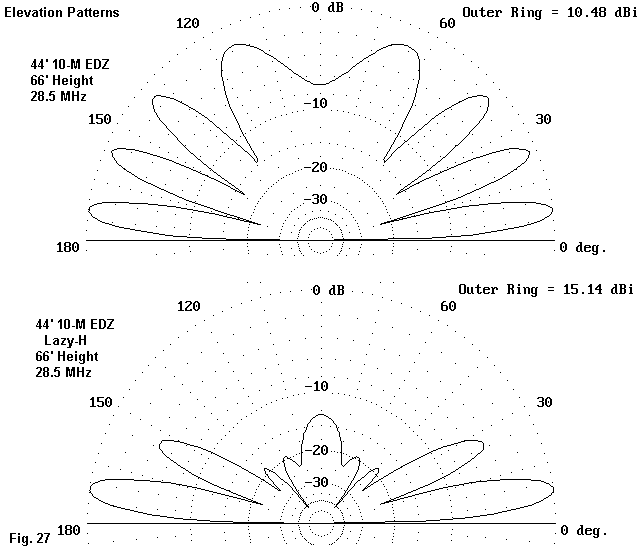 Elevation Patterns
0 dB
Outer Ring = 10.48 dBi
120
60
44' 10-M EDZ
66' Height
28.5 MHz
-10
150
30
-20
-30
180
0 deg.
0 dB
Outer Ring = 15.14 dBi
120
60
44' 10-M EDZ
Lazy-H
66' Height
28.5 MHz
-10
150
30
-20
-30
Fig. 27
180
0 deg.